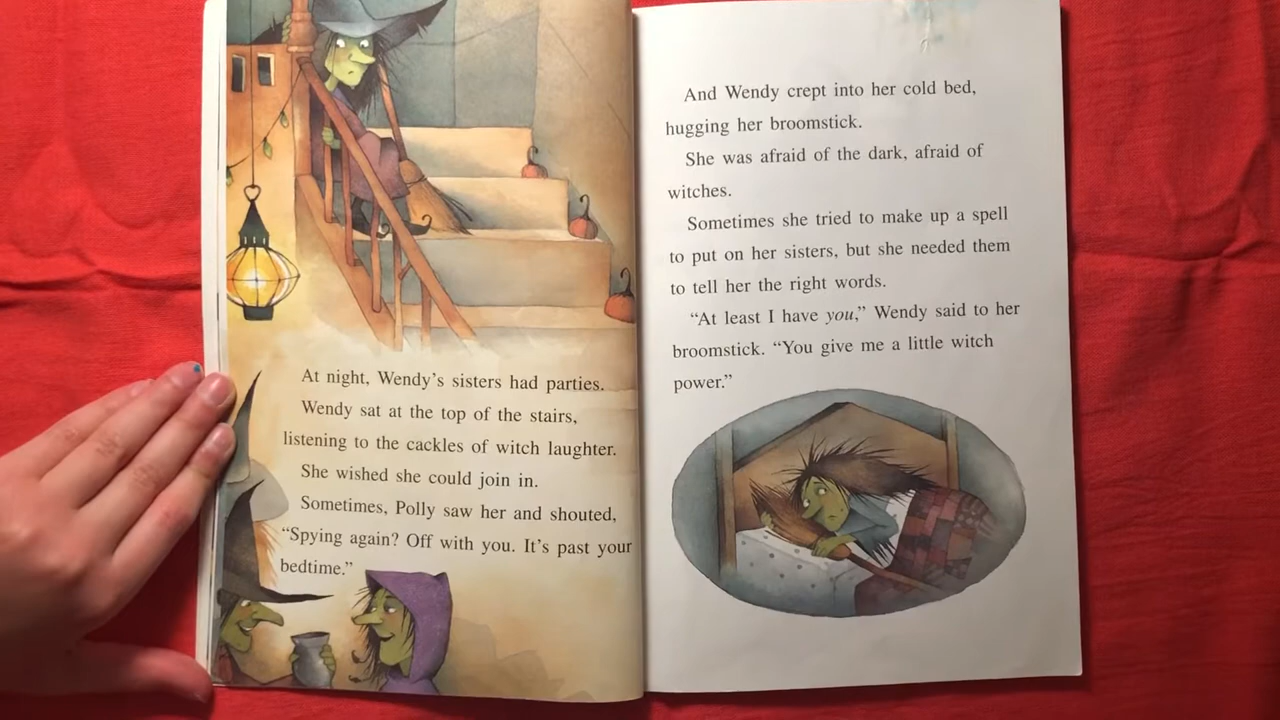 At night, Wendy's sisters had parties.
Wendy sat at the top of the stairs,
listening to the cackles of witch laughter.
She wished she could join in.
Sometimes, Polly saw her and shouted,
“Spying again? Off with you. It's past your
bedtime.”
And Wendy crept into her cold bed,
hugging her broomstick.
She was afraid of the dark, afraid of
witches.
Sometimes she tried to make up a spell
to put on her sisters, but she needed them
to tell her the right words.
“At least I have you,” Wendy said to her
broomstick. “You give me a little witch
power.”